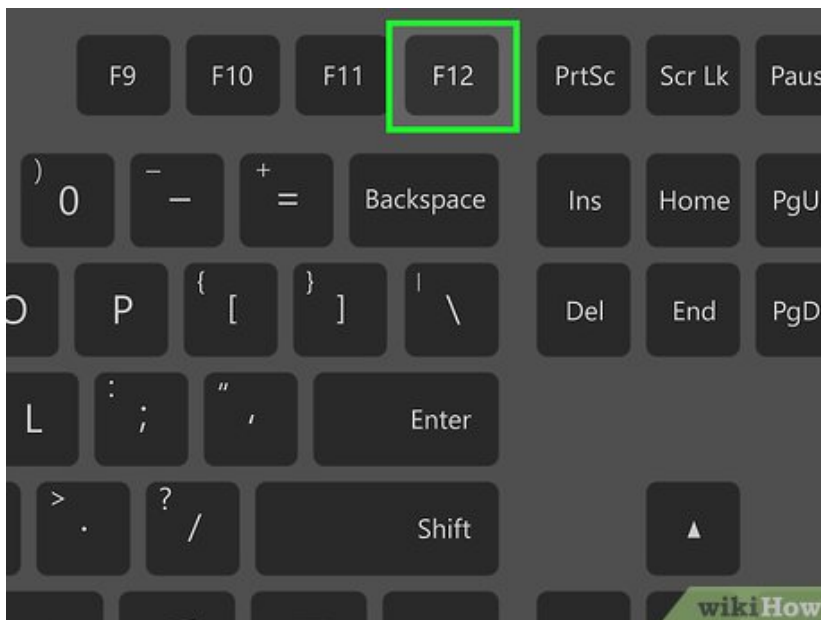 F9 F10 F11 F12 PrtSc Scr Lk Paus
) 0 _ – + = Backspace Ins Home PgU
O P { [ } ] | \ Del End PgD
L : ; “ ‘ Enter
> . ? / Shift ▲
wikiHow